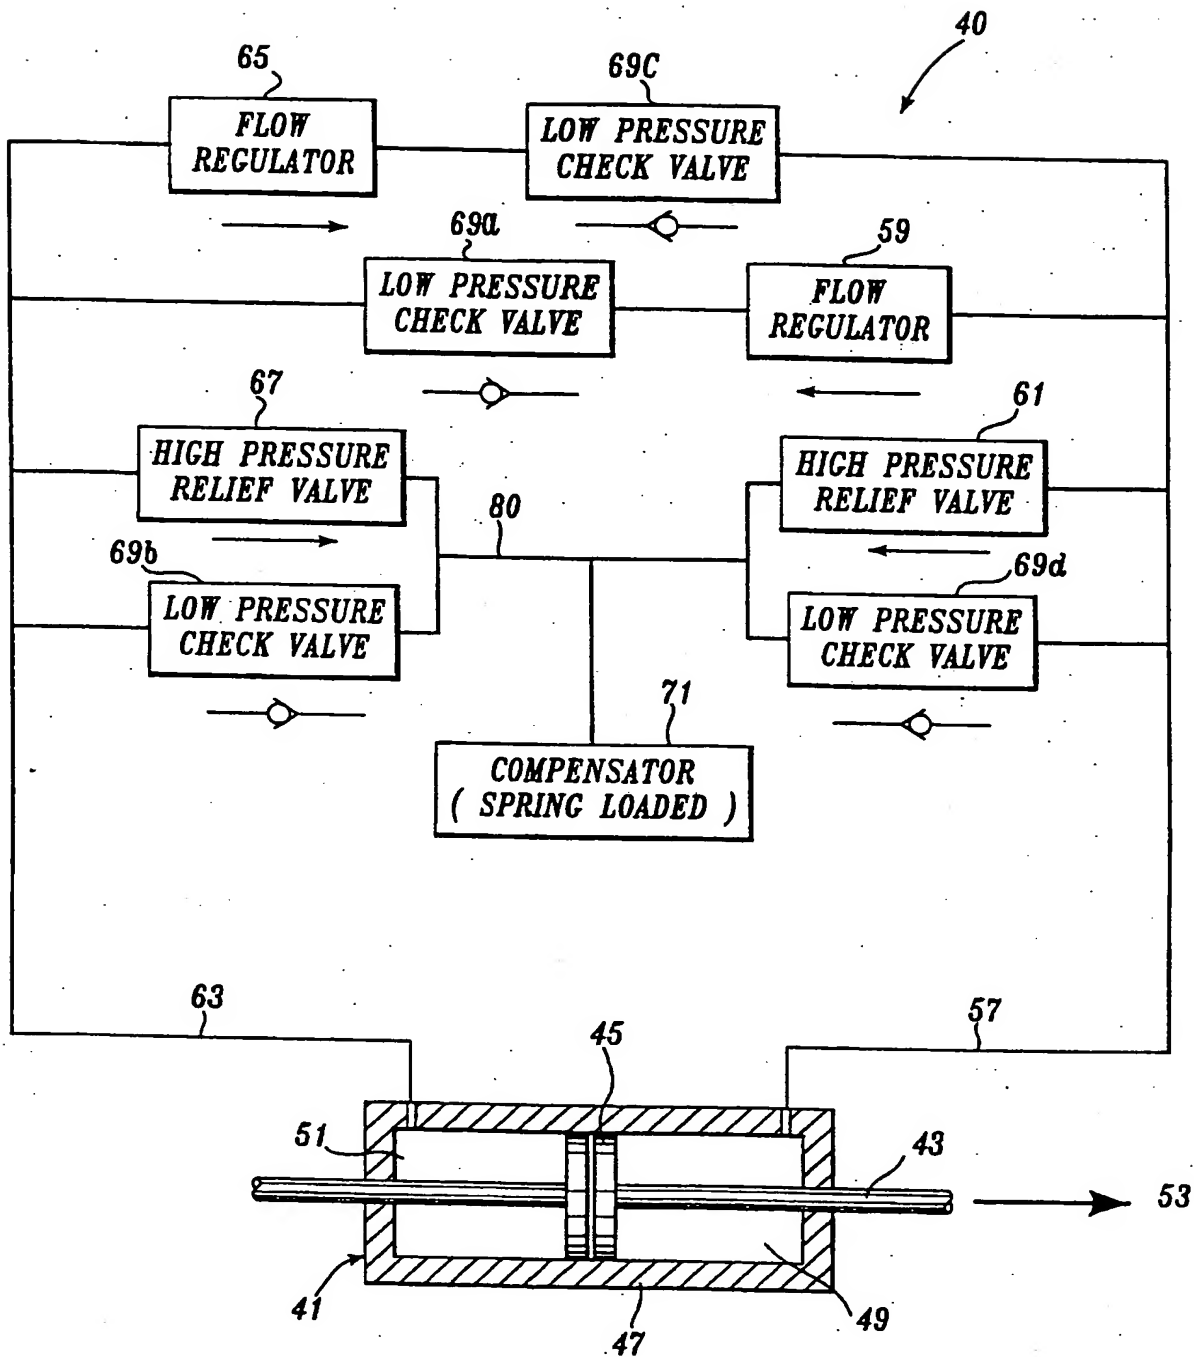 40
65
69C
FLOW
REGULATOR
LOW PRESSURE
CHECK VALVE
69a
59
LOW PRESSURE
CHECK VALVE
FLOW
REGULATOR
67
61
HIGH PRESSURE
RELIEF VALVE
HIGH PRESSURE
RELIEF VALVE
80
69b
69d
LOW PRESSURE
CHECK VALVE
LOW PRESSURE
CHECK VALVE
71
COMPENSATOR
( SPRING LOADED )
63
57
45
51
43
53
41
47
49